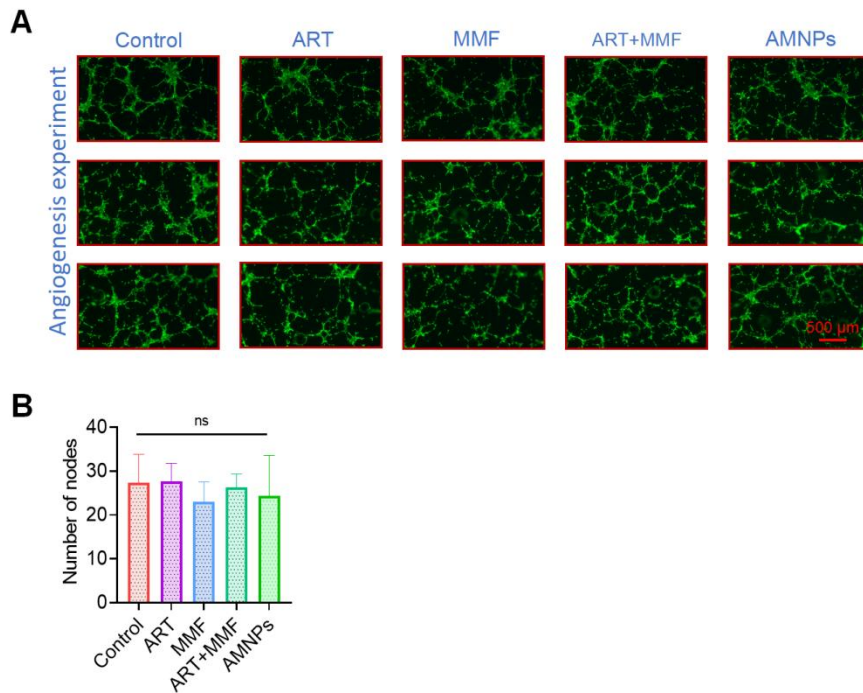 A
Control ART MMF ART+MMF AMNPs
Angiogenesis experiment
500 μm
B
ns
Number of nodes
40
30
20
10
0
Control ART MMF ART+MMF AMNPs